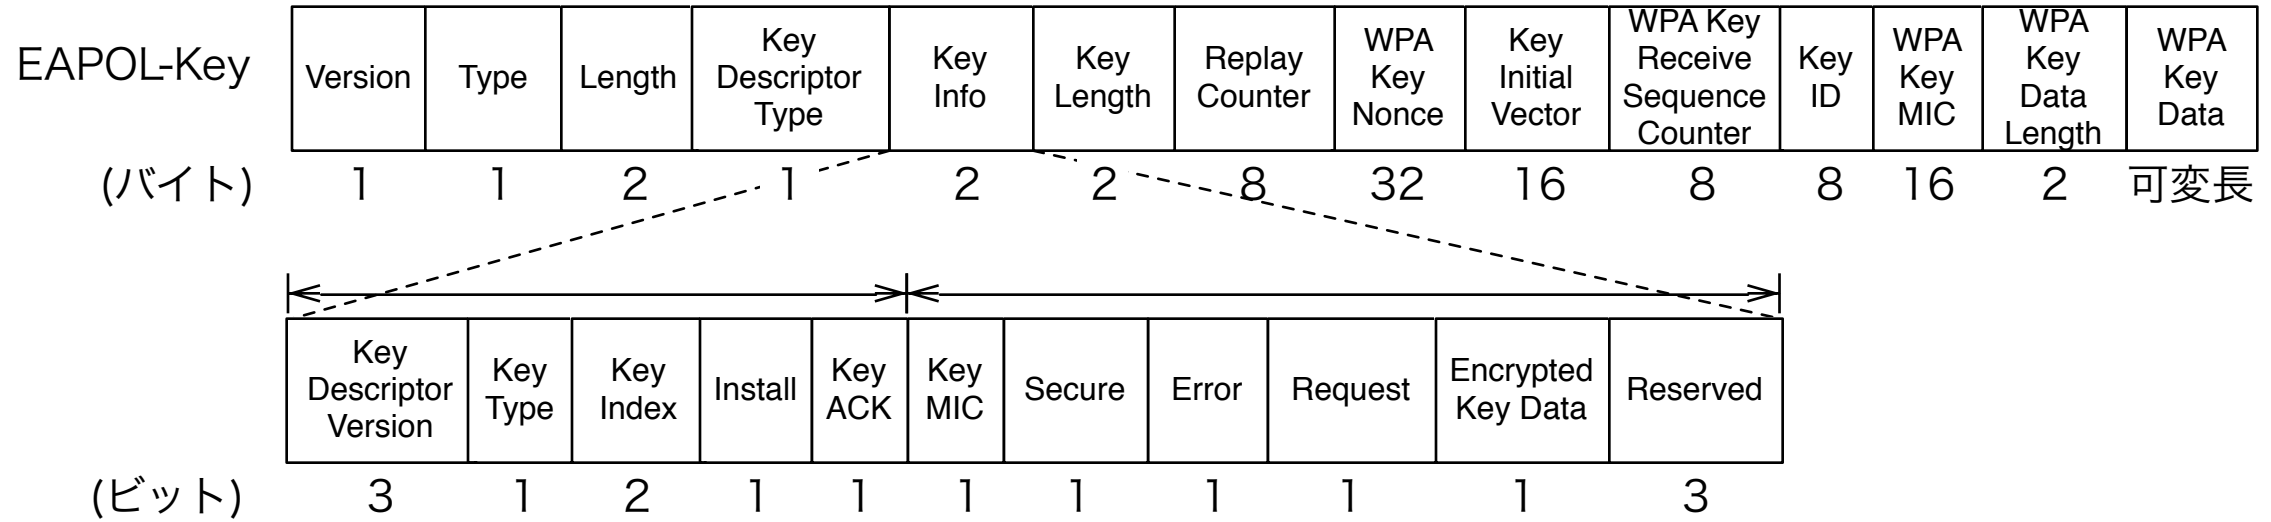 EAPOL-Key
Version
Type
Length
Key
Descriptor
Type
Key
Info
Key
Length
Replay
Counter
WPA
Key
Nonce
Key
Initial
Vector
WPA Key
Receive
Sequence
Counter
Key
ID
WPA
Key
MIC
WPA
Key
Data
Length
WPA
Key
Data
(バイト) 1 1 2 1 2 2 8 32 16 8 8 16 2 可変長
Key
Descriptor
Version
Key
Type
Key
Index
Install
Key
ACK
Key
MIC
Secure
Error
Request
Encrypted
Key Data
Reserved
(ビット) 3 1 2 1 1 1 1 1 1 1 3